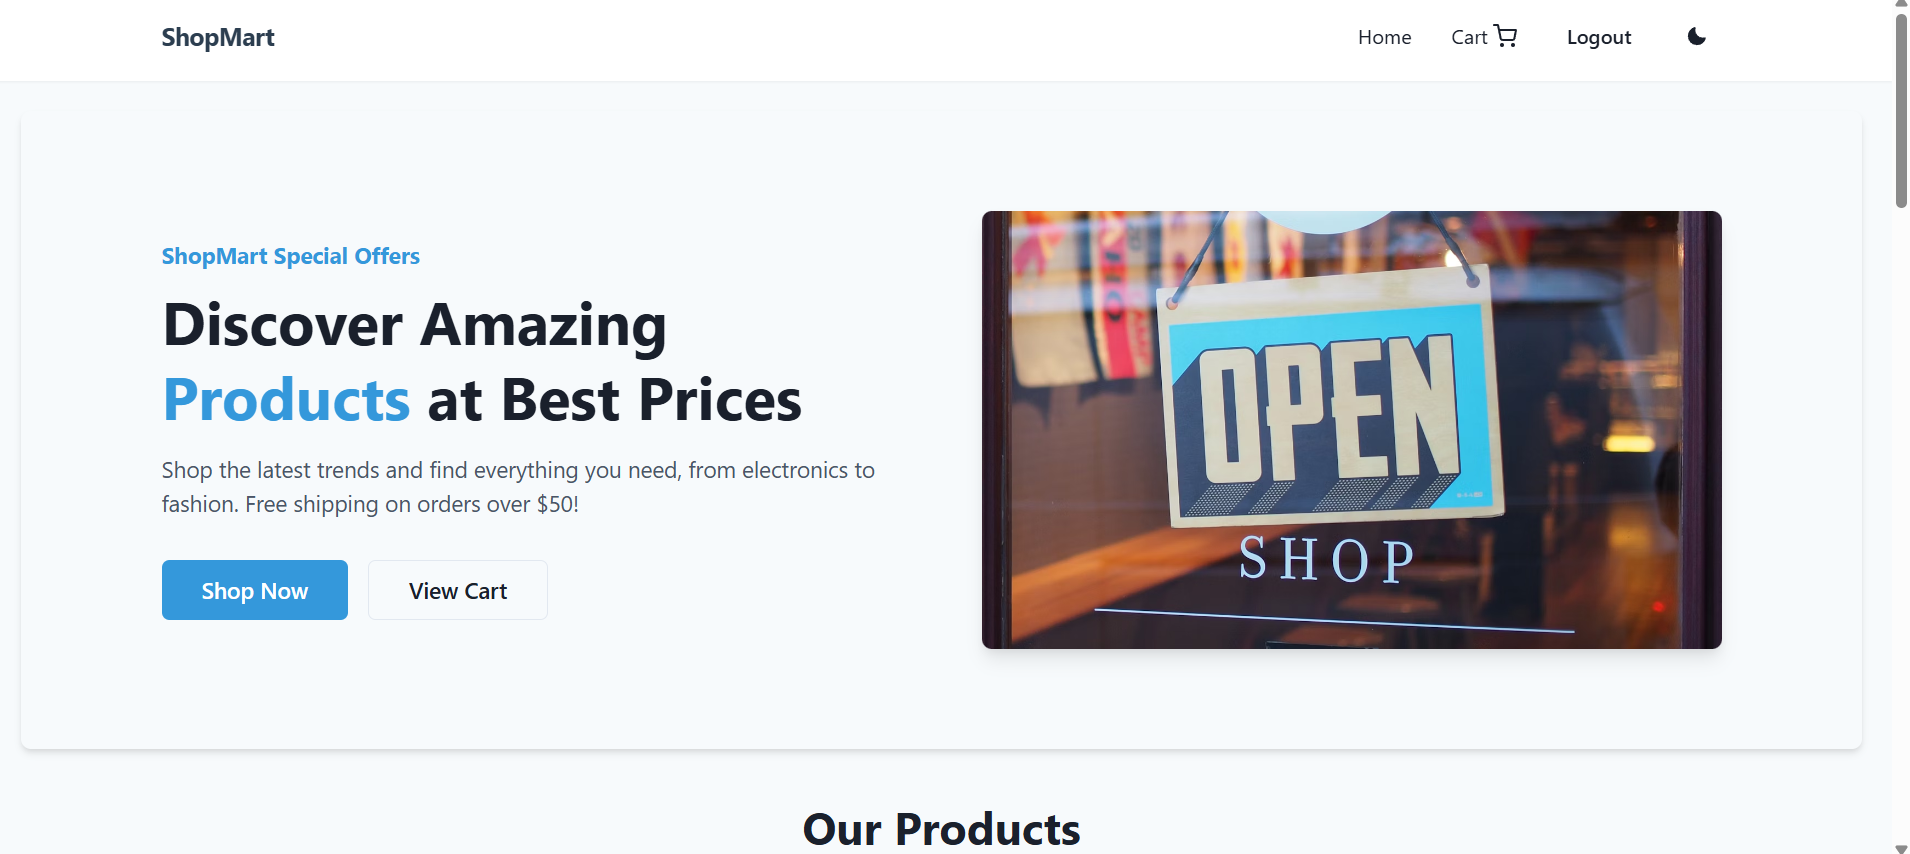 ShopMart
Home
Cart
Logout
ShopMart Special Offers
Discover Amazing
Products at Best Prices
Shop the latest trends and find everything you need, from electronics to
fashion. Free shipping on orders over $50!
Shop Now
View Cart
OPEN
SHOP
Our Products